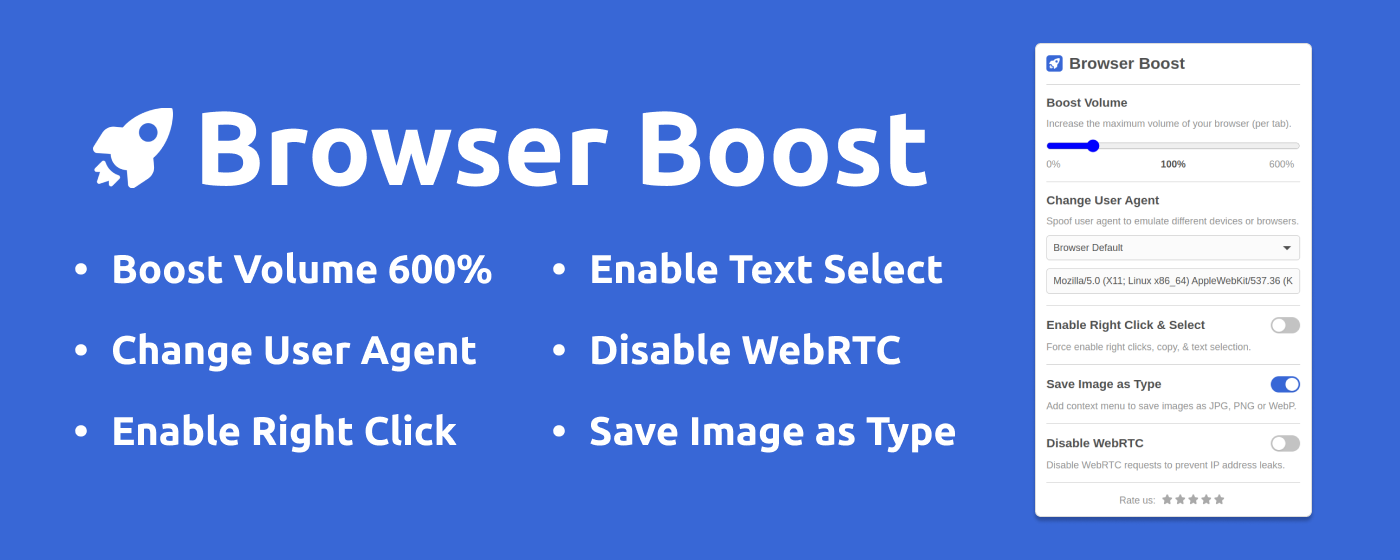 Browser Boost
• Boost Volume 600%
• Change User Agent
• Enable Right Click
• Enable Text Select
• Disable WebRTC
• Save Image as Type
Browser Boost
Boost Volume
Increase the maximum volume of your browser (per tab).
0% 100% 600%
Change User Agent
Spoof user agent to emulate different devices or browsers.
Browser Default
Mozilla/5.0 (X11; Linux x86_64) AppleWebKit/537.36 (K
Enable Right Click & Select
Force enable right clicks, copy, & text selection.
Save Image as Type
Add context menu to save images as JPG, PNG or WebP.
Disable WebRTC
Disable WebRTC requests to prevent IP address leaks.
Rate us: